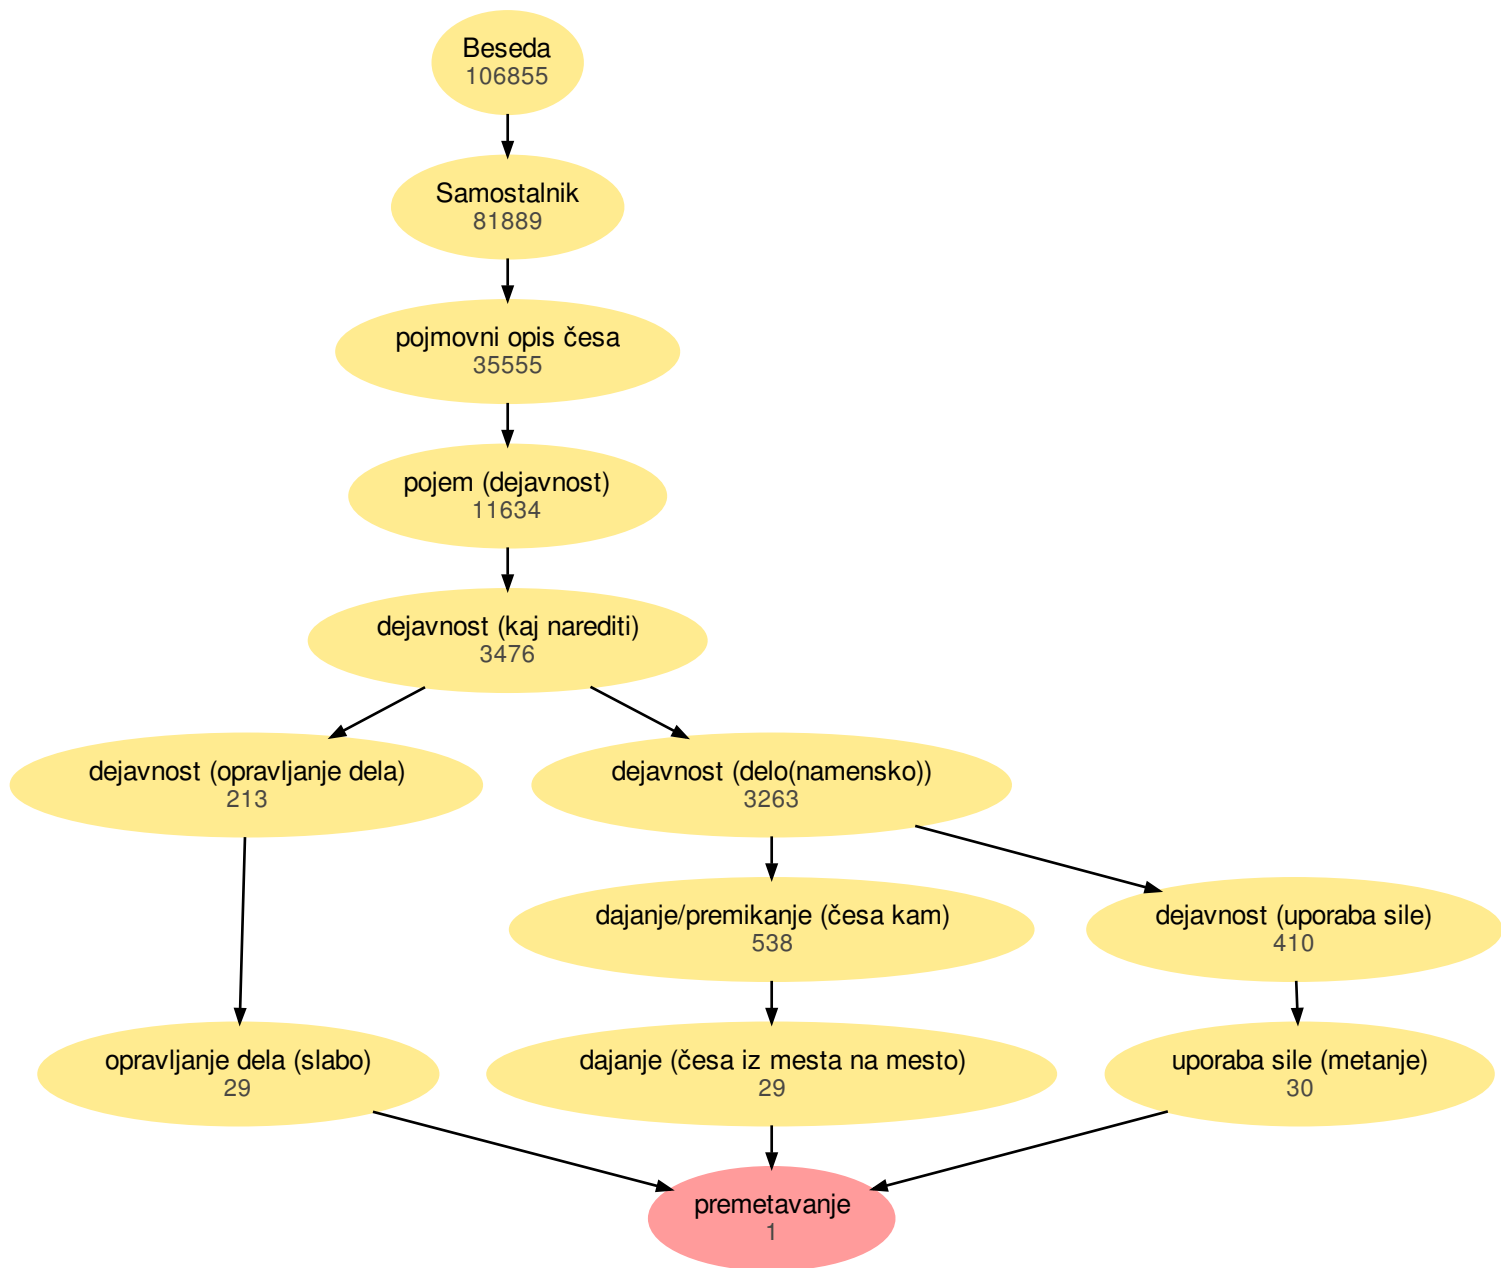 Beseda
106855
Samostalnik
81889
pojmovni opis česa
35555
pojem (dejavnost)
11634
dejavnost (kaj narediti)
3476
dejavnost (opravljanje dela)
213
dejavnost (delo(namensko))
3263
dajanje/premikanje (česa kam)
538
dejavnost (uporaba sile)
410
opravljanje dela (slabo)
29
dajanje (česa iz mesta na mesto)
29
uporaba sile (metanje)
30
premetavanje
1